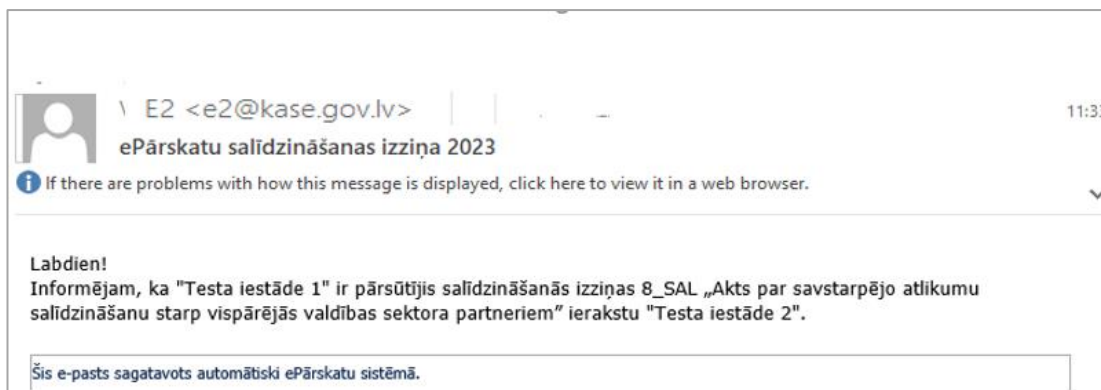 E2 <e2@kase.gov.lv>
11:33
ePārskatu salīdzināšanas izziņa 2023
If there are problems with how this message is displayed, click here to view it in a web browser.
Labdien!
Informējam, ka "Testa iestāde 1" ir pārsūtījis salīdzināšanās izziņas 8_SAL „Akts par savstarpējo atlikumu
salīdzināšanu starp vispārējās valdības sektora partneriem” ierakstu "Testa iestāde 2".
Šis e-pasts sagatavots automātiski ePārskatu sistēmā.